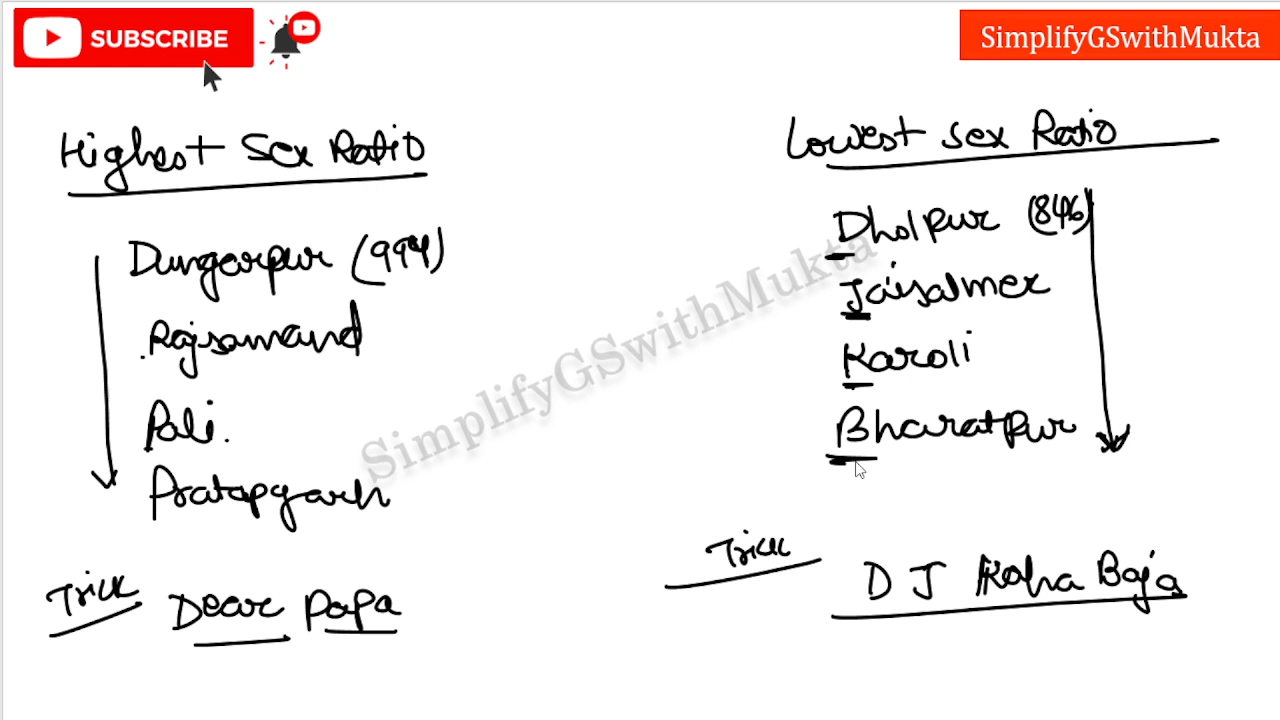 SUBSCRIBE
SimplifyGSwithMukta
Highest Sex Ratio
Dungarpur (994)
Rajsamand
Pali.
Pratapgarh
Trick Dear Papa
Lowest Sex Ratio
Dholpur (846)
Jaisalmer
Karoli
Bharatpur
Trick
D J Kaha Baja
SimplifyGSwithMukta